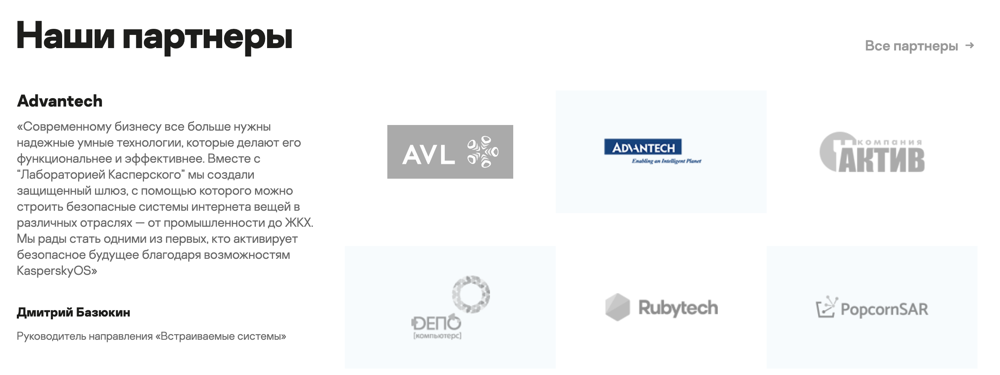 Наши партнеры
Все партнеры →
Advantech
«Современному бизнесу все больше нужны
надежные умные технологии, которые делают его
функциональнее и эффективнее. Вместе с
“Лабораторией Касперского” мы создали
защищенный шлюз, с помощью которого можно
строить безопасные системы интернета вещей в
различных отраслях — от промышленности до ЖКХ.
Мы рады стать одними из первых, кто активирует
безопасное будущее благодаря возможностям
KasperskyOS»
Дмитрий Базюкин
Руководитель направления «Встраиваемые системы»
AVL
ADVANTECH
Enabling an Intelligent Planet
компания
АКТИВ
DЕПО
[компьютерс]
Rubytech
PopcornSAR